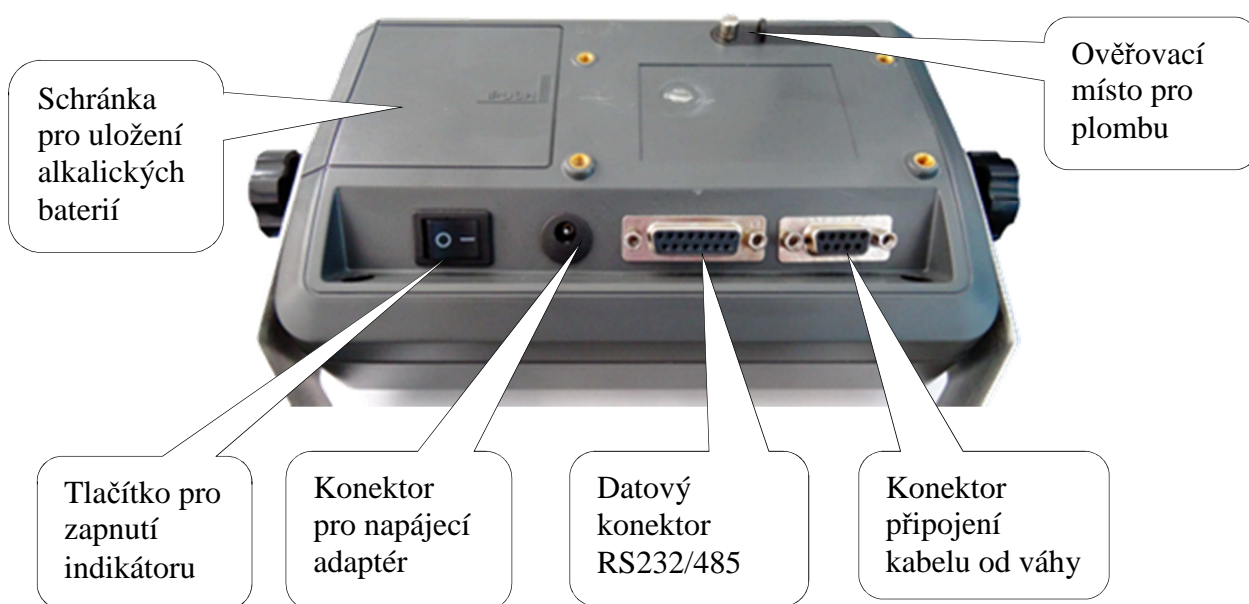 Schránka
pro uložení
alkalických
baterií
Ověřovací
místo pro
plombu
Tlačítko pro
zapnutí
indikátoru
Konektor
pro napájecí
adaptér
Datový
konektor
RS232/485
Konektor
připojení
kabelu od váhy